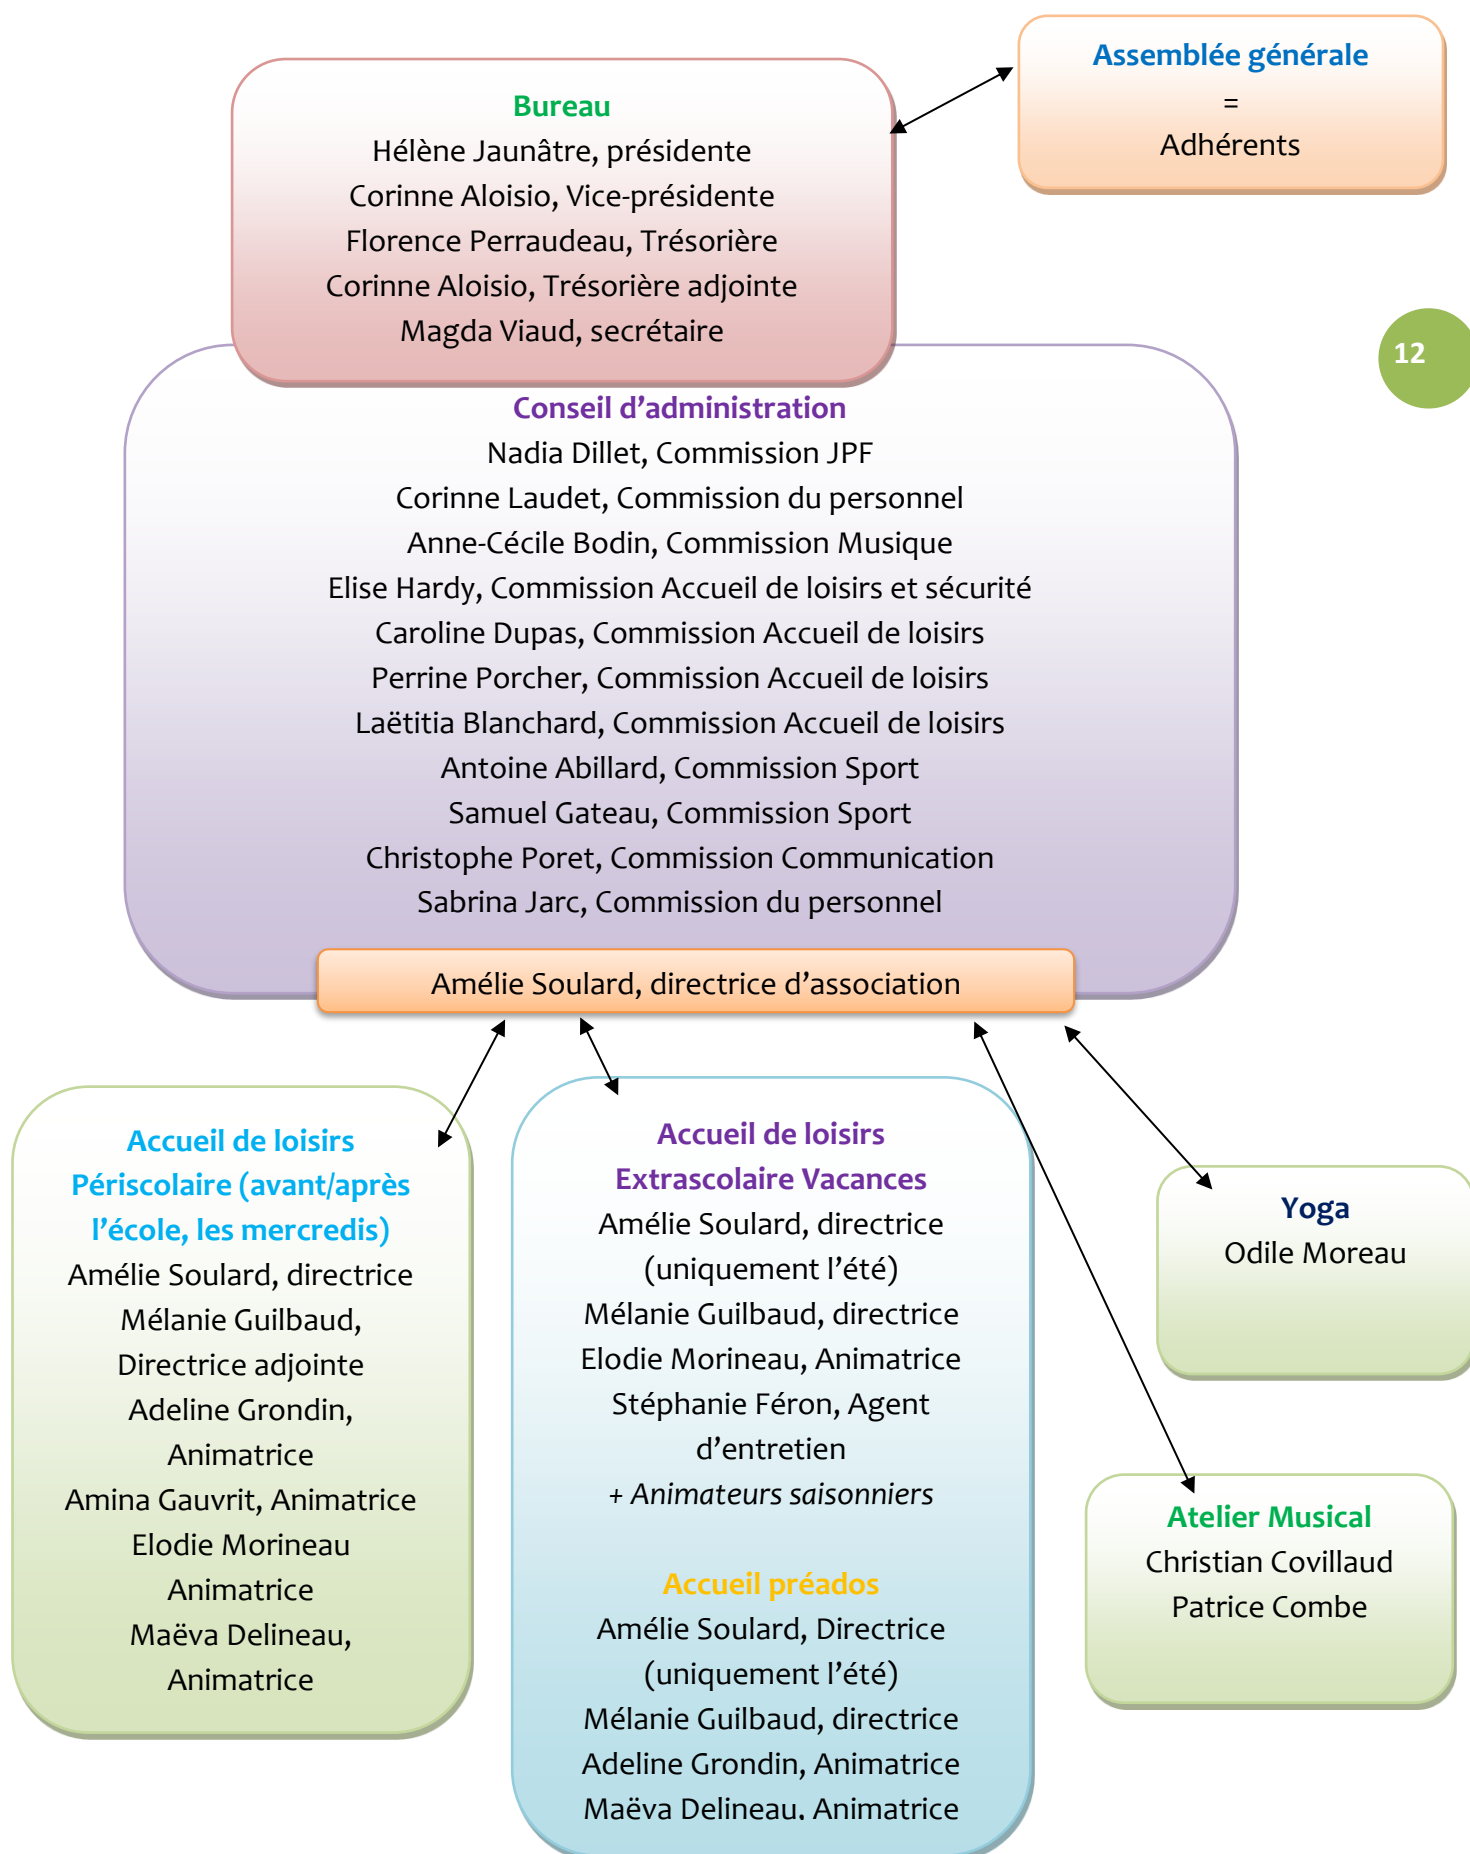 Assemblée générale
=
Adhérents
Bureau
Hélène Jaunâtre, présidente
Corinne Aloisio, Vice-présidente
Florence Perraudeau, Trésorière
Corinne Aloisio, Trésorière adjointe
Magda Viaud, secrétaire
12
Conseil d’administration
Nadia Dillet, Commission JPF
Corinne Laudet, Commission du personnel
Anne-Cécile Bodin, Commission Musique
Elise Hardy, Commission Accueil de loisirs et sécurité
Caroline Dupas, Commission Accueil de loisirs
Perrine Porcher, Commission Accueil de loisirs
Laëtitia Blanchard, Commission Accueil de loisirs
Antoine Abillard, Commission Sport
Samuel Gateau, Commission Sport
Christophe Poret, Commission Communication
Sabrina Jarc, Commission du personnel
Amélie Soulard, directrice d’association
Accueil de loisirs
Périscolaire (avant/après
l’école, les mercredis)
Amélie Soulard, directrice
Mélanie Guilbaud,
Directrice adjointe
Adeline Grondin,
Animatrice
Amina Gauvrit, Animatrice
Elodie Morineau
Animatrice
Maëva Delineau,
Animatrice
Accueil de loisirs
Extrascolaire Vacances
Amélie Soulard, directrice
(uniquement l’été)
Mélanie Guilbaud, directrice
Elodie Morineau, Animatrice
Stéphanie Féron, Agent
d’entretien
+ Animateurs saisonniers
Accueil préados
Amélie Soulard, Directrice
(uniquement l’été)
Mélanie Guilbaud, directrice
Adeline Grondin, Animatrice
Maëva Delineau, Animatrice
Yoga
Odile Moreau
Atelier Musical
Christian Covillaud
Patrice Combe